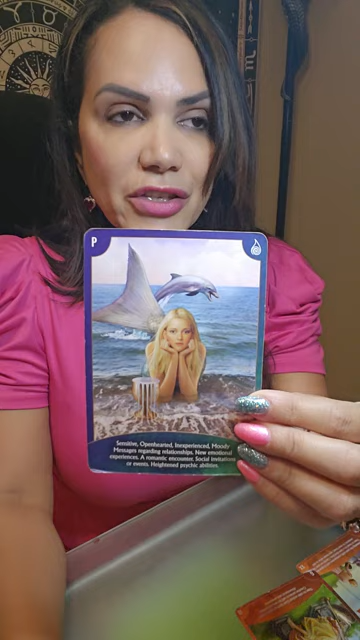 P
Sensitive, Openhearted, Inexperienced, Moody
Messages regarding relationships. New emotional
experiences. A romantic encounter. Social invitations
or events. Heightened psychic abilities.